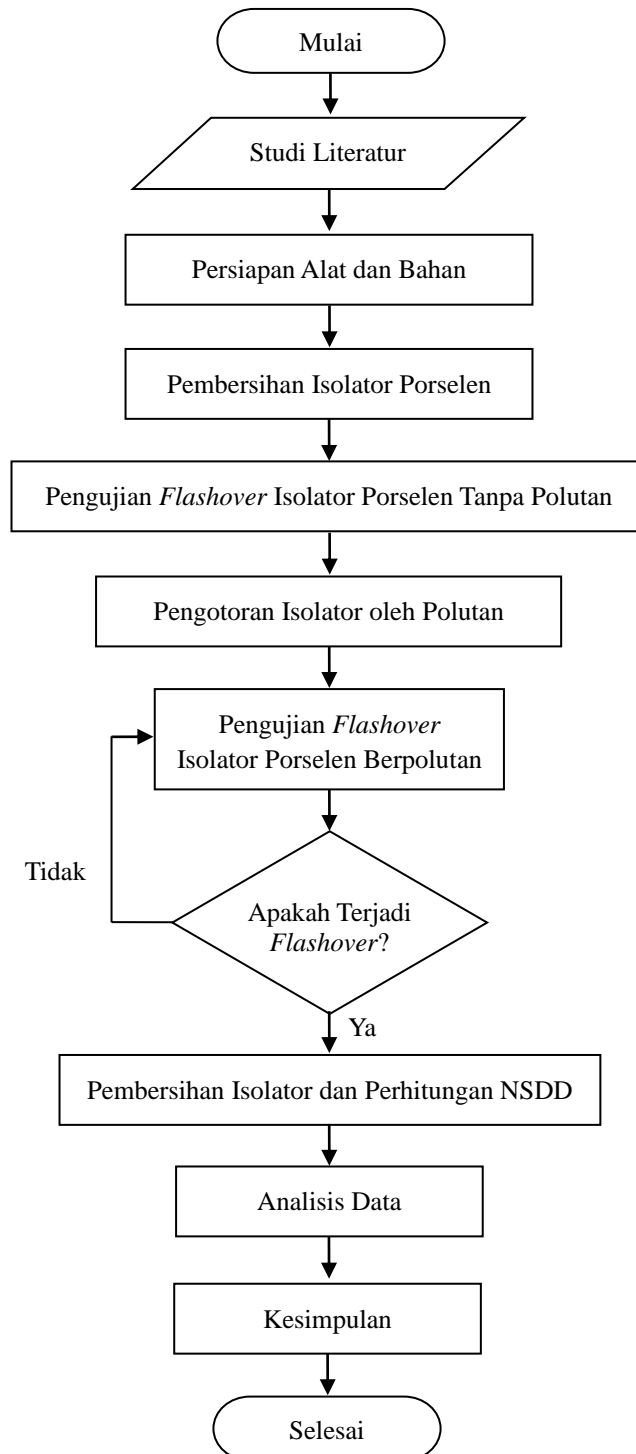 Mulai
Studi Literatur
Persiapan Alat dan Bahan
Pembersihan Isolator Porselen
Pengujian Flashover Isolator Porselen Tanpa Polutan
Pengotoran Isolator oleh Polutan
Pengujian Flashover
Isolator Porselen Berpolutan
Tidak
Apakah Terjadi
Flashover?
Ya
Pembersihan Isolator dan Perhitungan NSDD
Analisis Data
Kesimpulan
Selesai